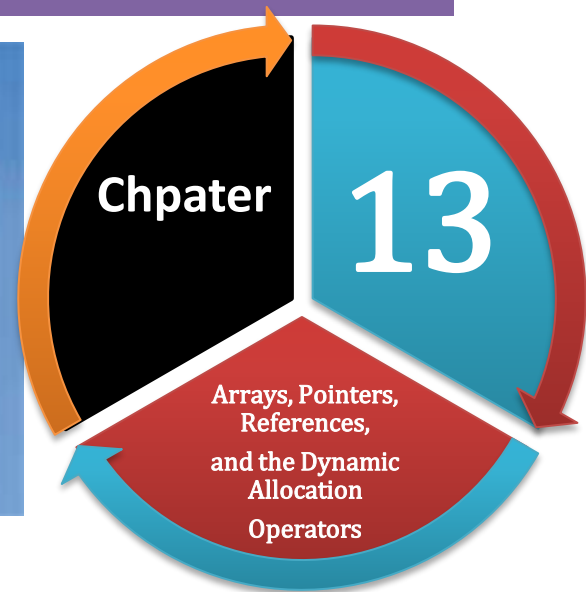 Chpater
13
Arrays, Pointers,
References,
and the Dynamic
Allocation
Operators